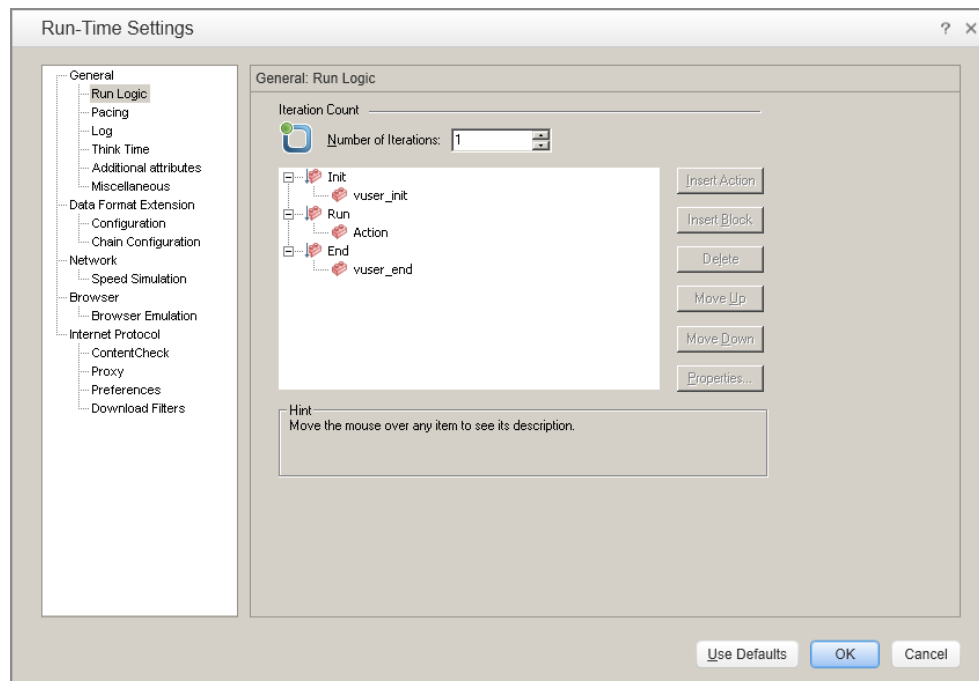 Run-Time Settings
?
General
Run Logic
Pacing
Log
Think Time
Additional attributes
Miscellaneous
Data Format Extension
Configuration
Chain Configuration
Network
Speed Simulation
Browser
Browser Emulation
Internet Protocol
ContentCheck
Proxy
Preferences
Download Filters
General: Run Logic
Iteration Count
Number of Iterations: 1
Init
vuser_init
Run
Action
End
vuser_end
Insert Action
Insert Block
Delete
Move Up
Move Down
Properties...
Hint
Move the mouse over any item to see its description.
Use Defaults OK Cancel